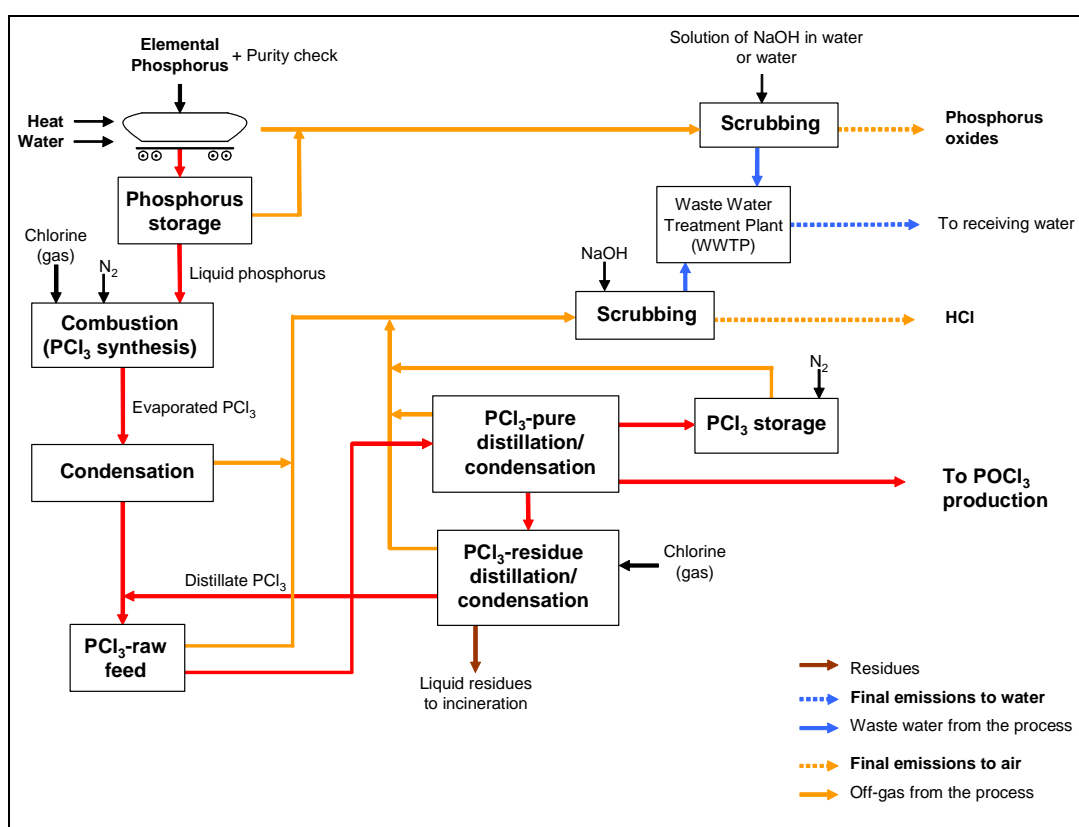 Elemental
Phosphorus + Purity check
Solution of NaOH in water
or water
Heat
Water
Scrubbing
Phosphorus
oxides
Phosphorus
storage
Waste Water
Treatment Plant
(WWTP)
To receiving water
Chlorine
(gas)
N₂
Liquid phosphorus
NaOH
Combustion
(PCl₃ synthesis)
Scrubbing
HCl
Evaporated PCl₃
N₂
PCl₃-pure
distillation/
condensation
PCl₃ storage
Condensation
To POCl₃
production
PCl₃-residue
distillation/
condensation
Chlorine
(gas)
Distillate PCl₃
PCl₃-raw
feed
Liquid residues
to incineration
Residues
Final emissions to water
Waste water from the process
Final emissions to air
Off-gas from the process